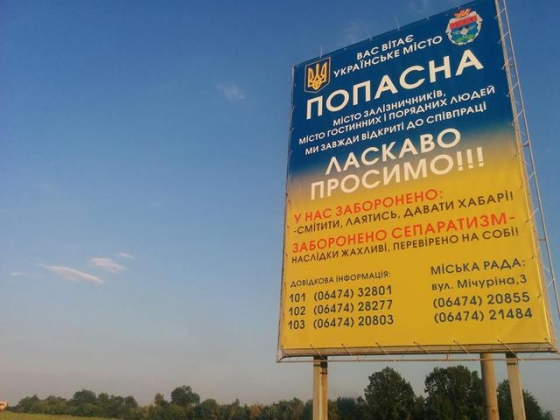 ВАС ВІТАЄ
УКРАЇНСЬКЕ МІСТО
ПОПАСНА
МІСТО ЗАЛІЗНИЧНИКІВ,
МІСТО ГОСТИННИХ І ПОРЯДНИХ ЛЮДЕЙ
МИ ЗАВЖДИ ВІДКРИТІ ДО СПІВПРАЦІ
ЛАСКАВО
ПРОСИМО!!!
У НАС ЗАБОРОНЕНО:
-СМІТИТИ, ЛАЯТИСЬ, ДАВАТИ ХАБАРІ!
ЗАБОРОНЕНО СЕПАРАТИЗМ-
НАСЛІДКИ ЖАХЛИВІ, ПЕРЕВІРЕНО НА СОБІ!
ДОВІДКОВА ІНФОРМАЦІЯ:
101 (06474) 32801
102 (06474) 28277
103 (06474) 20803
МІСЬКА РАДА:
вул. Мічуріна,3
(06474) 20855
(06474) 21484